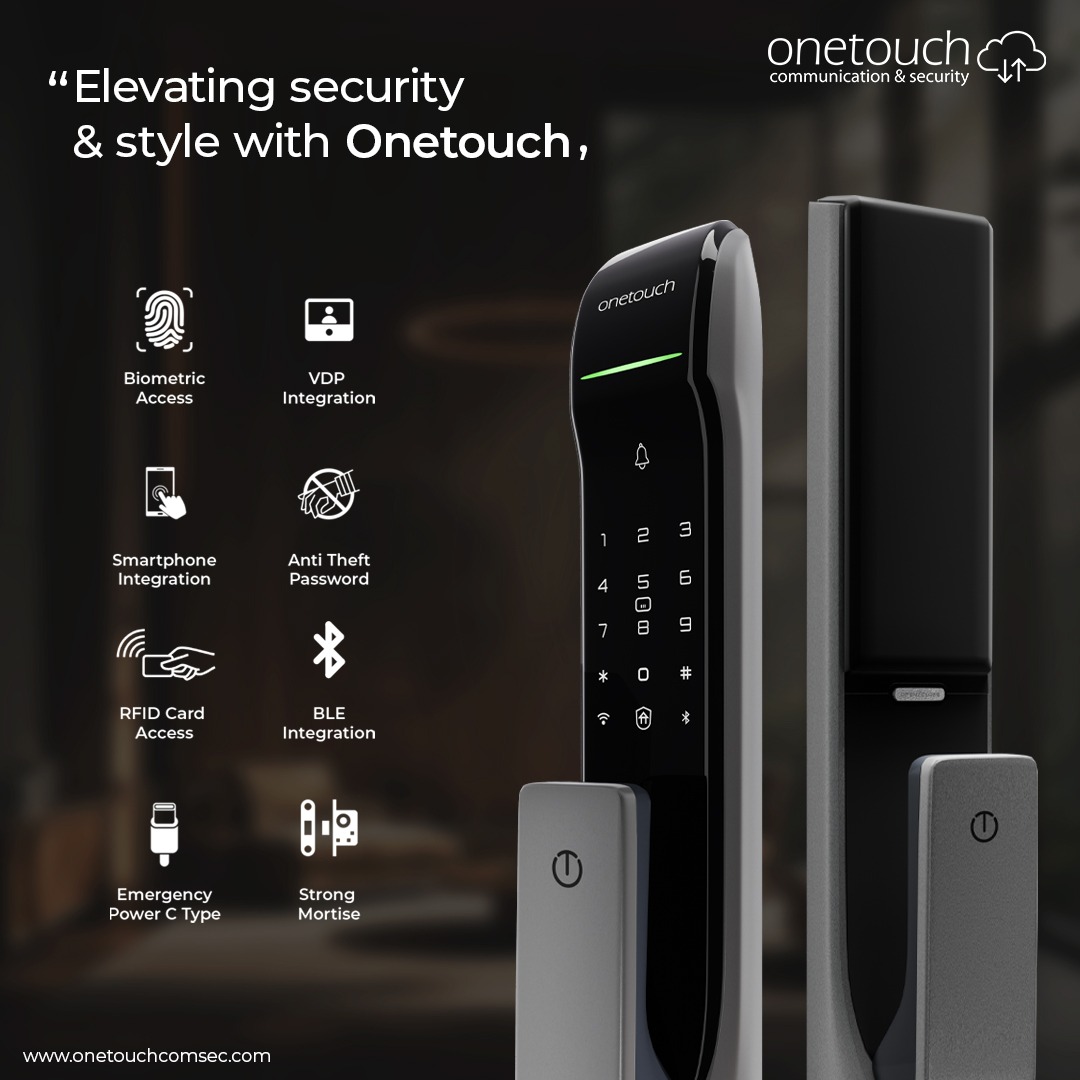 onetouch
communication & security
“Elevating security
& style with Onetouch,
Biometric
Access
VDP
Integration
Smartphone
Integration
Anti Theft
Password
RFID Card
Access
BLE
Integration
Emergency
Power C Type
Strong
Mortise
onetouch
1 2 3
4 5 6
7 8 9
* 0 #
www.onetouchcomsec.com